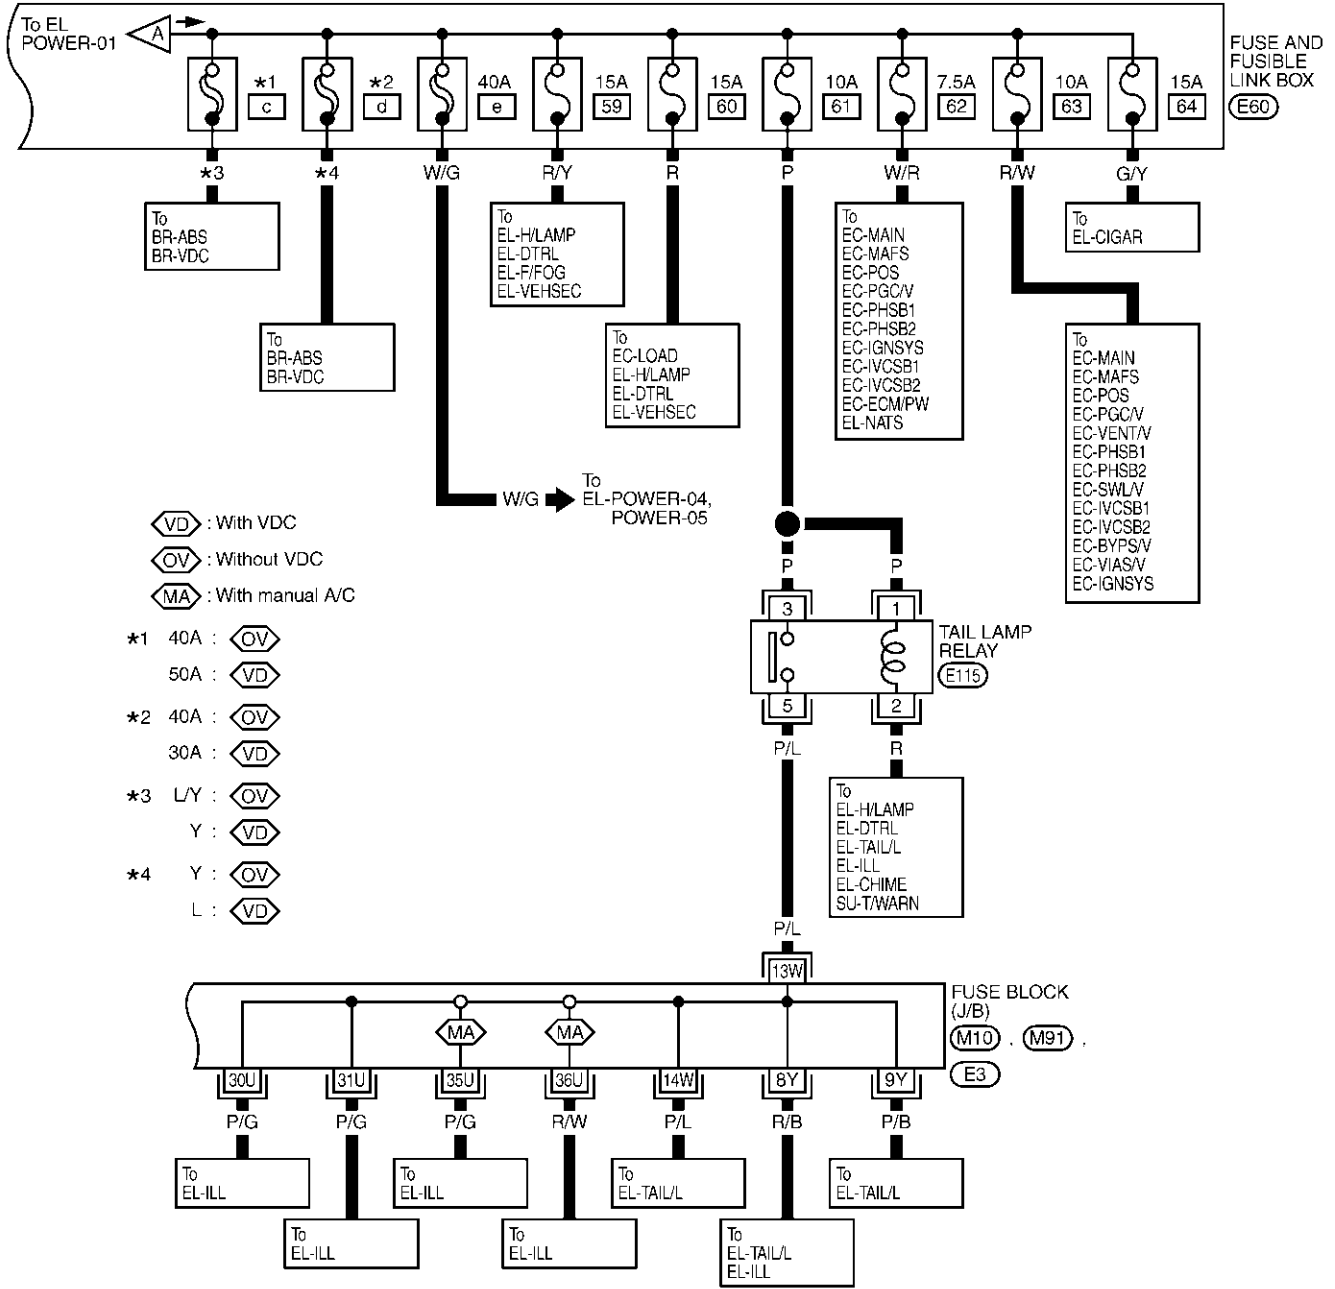 To EL
POWER-01
A
FUSE AND
FUSIBLE
LINK BOX
E60
*1
c
*2
d
40A
e
15A
59
15A
60
10A
61
7.5A
62
10A
63
15A
64
*3
*4
W/G
R/Y
R
P
W/R
R/W
G/Y
To
BR-ABS
BR-VDC
To
BR-ABS
BR-VDC
To
EL-H/LAMP
EL-DTRL
EL-F/FOG
EL-VEHSEC
To
EC-LOAD
EL-H/LAMP
EL-DTRL
EL-VEHSEC
To
EC-MAIN
EC-MAFS
EC-POS
EC-PGC/V
EC-PHSB1
EC-PHSB2
EC-IGNSYS
EC-IVCSB1
EC-IVCSB2
EC-ECM/PW
EL-NATS
To
EL-CIGAR
To
EC-MAIN
EC-MAFS
EC-POS
EC-PGC/V
EC-VENT/V
EC-PHSB1
EC-PHSB2
EC-SWL/V
EC-IVCSB1
EC-IVCSB2
EC-BYPS/V
EC-VIAS/V
EC-IGNSYS
W/G
To
EL-POWER-04,
POWER-05
VD : With VDC
OV : Without VDC
MA : With manual A/C
*1 40A : OV
50A : VD
*2 40A : OV
30A : VD
*3 L/Y : OV
Y : VD
*4 Y : OV
L : VD
P
P
3
1
TAIL LAMP
RELAY
E115
5
2
P/L
R
To
EL-H/LAMP
EL-DTRL
EL-TAIL/L
EL-ILL
EL-CHIME
SU-T/WARN
P/L
13W
FUSE BLOCK
(J/B)
M10 , M91 ,
E3
MA
MA
30U
31U
35U
36U
14W
8Y
9Y
P/G
P/G
P/G
R/W
P/L
R/B
P/B
To
EL-ILL
To
EL-ILL
To
EL-ILL
To
EL-ILL
To
EL-TAIL/L
To
EL-TAIL/L
EL-ILL
To
EL-TAIL/L